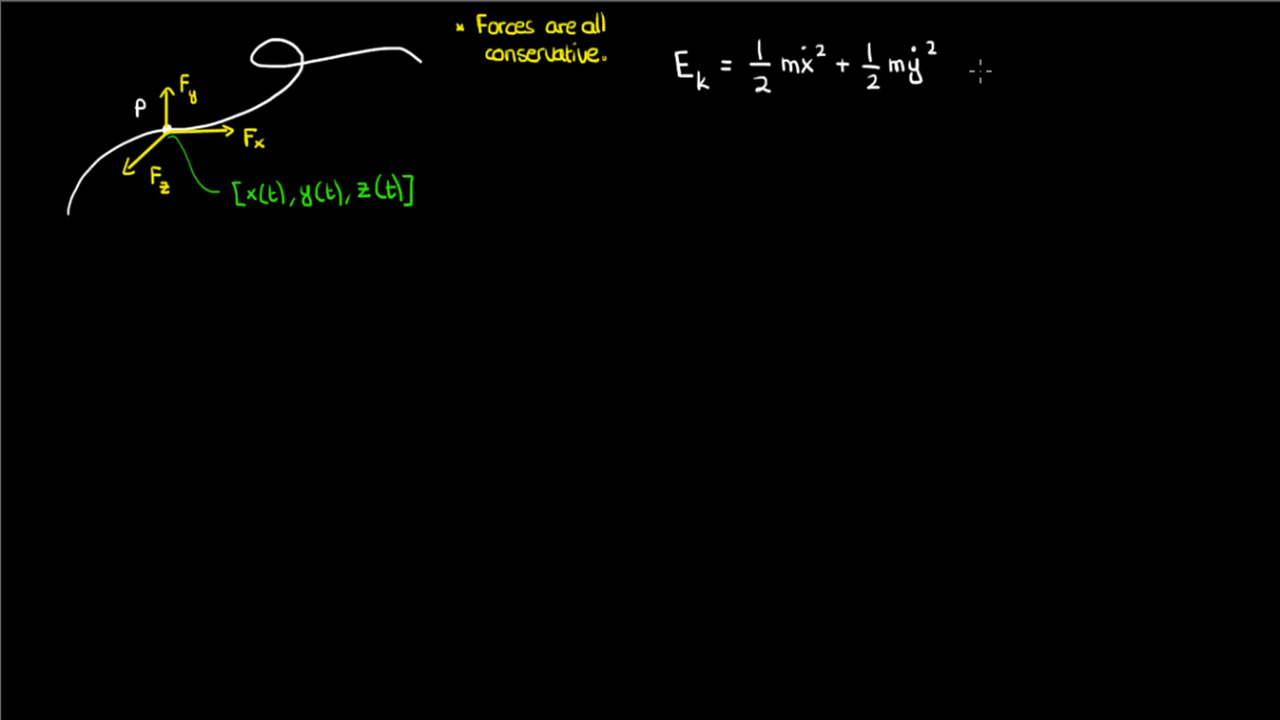 * Forces are all
conservative.
E_k = 1/2 mẋ² + 1/2 mẏ²
P
F_y
F_x
F_z
[x(t), y(t), z(t)]